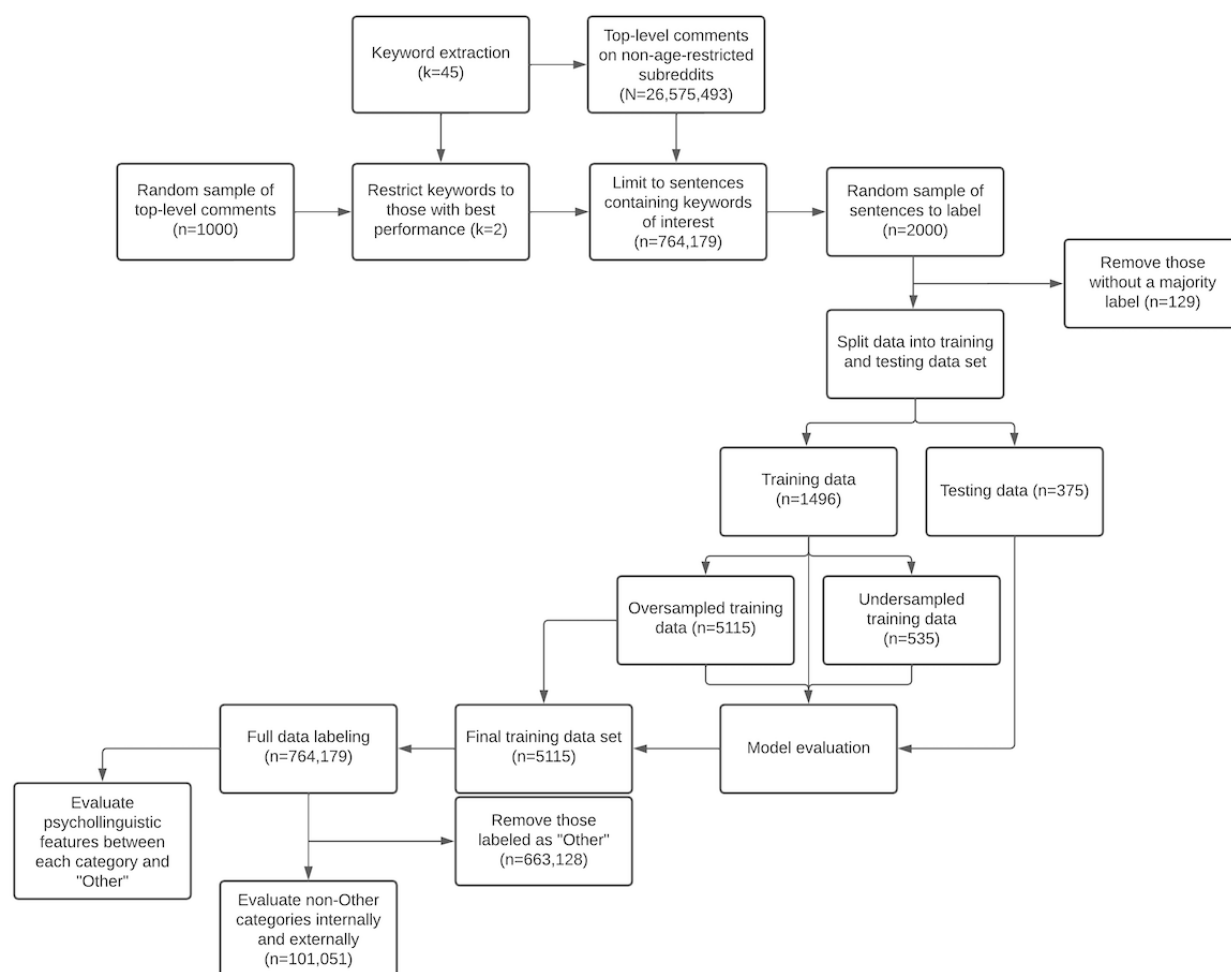 Keyword extraction
(k=45)
Top-level comments
on non-age-restricted
subreddits
(N=26,575,493)
Random sample of
top-level comments
(n=1000)
Restrict keywords to
those with best
performance (k=2)
Limit to sentences
containing keywords
of interest
(n=764,179)
Random sample of
sentences to label
(n=2000)
Remove those
without a majority
label (n=129)
Split data into training
and testing data set
Training data
(n=1496)
Testing data (n=375)
Oversampled training
data (n=5115)
Undersampled
training data
(n=535)
Full data labeling
(n=764,179)
Final training data set
(n=5115)
Model evaluation
Evaluate
psychollinguistic
features between
each category and
"Other"
Remove those
labeled as "Other"
(n=663,128)
Evaluate non-Other
categories internally
and externally
(n=101,051)